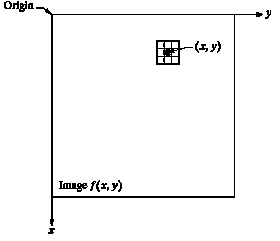 Origin
y
(x, y)
Image f(x, y)
x